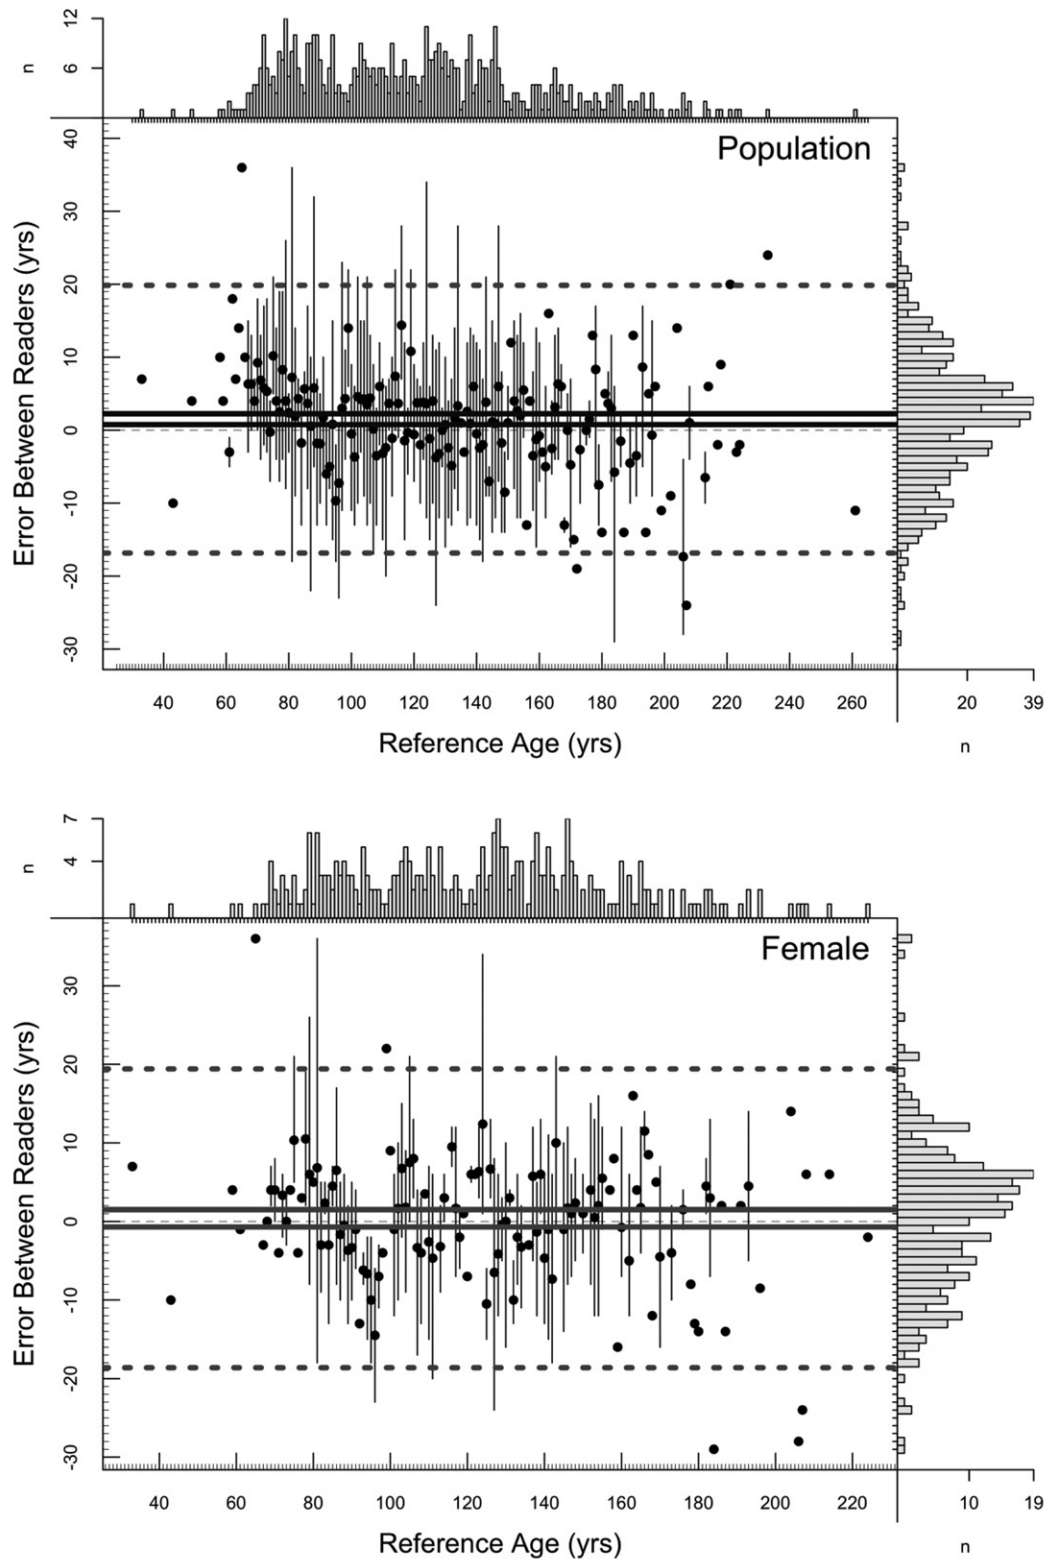 12
6
n
Population
40
30
20
10
0
-10
-20
-30
Error Between Readers (yrs)
40 60 80 100 120 140 160 180 200 220 240 260
20 39
Reference Age (yrs)
n
7
4
n
Female
30
20
10
0
-10
-20
-30
Error Between Readers (yrs)
40 60 80 100 120 140 160 180 200 220
10 19
Reference Age (yrs)
n